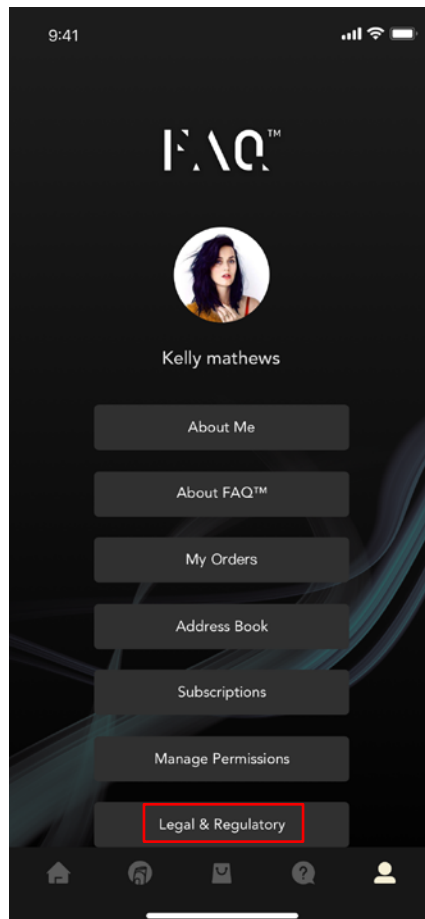 9:41
FAQ™
Kelly mathews
About Me
About FAQ™
My Orders
Address Book
Subscriptions
Manage Permissions
Legal & Regulatory
?